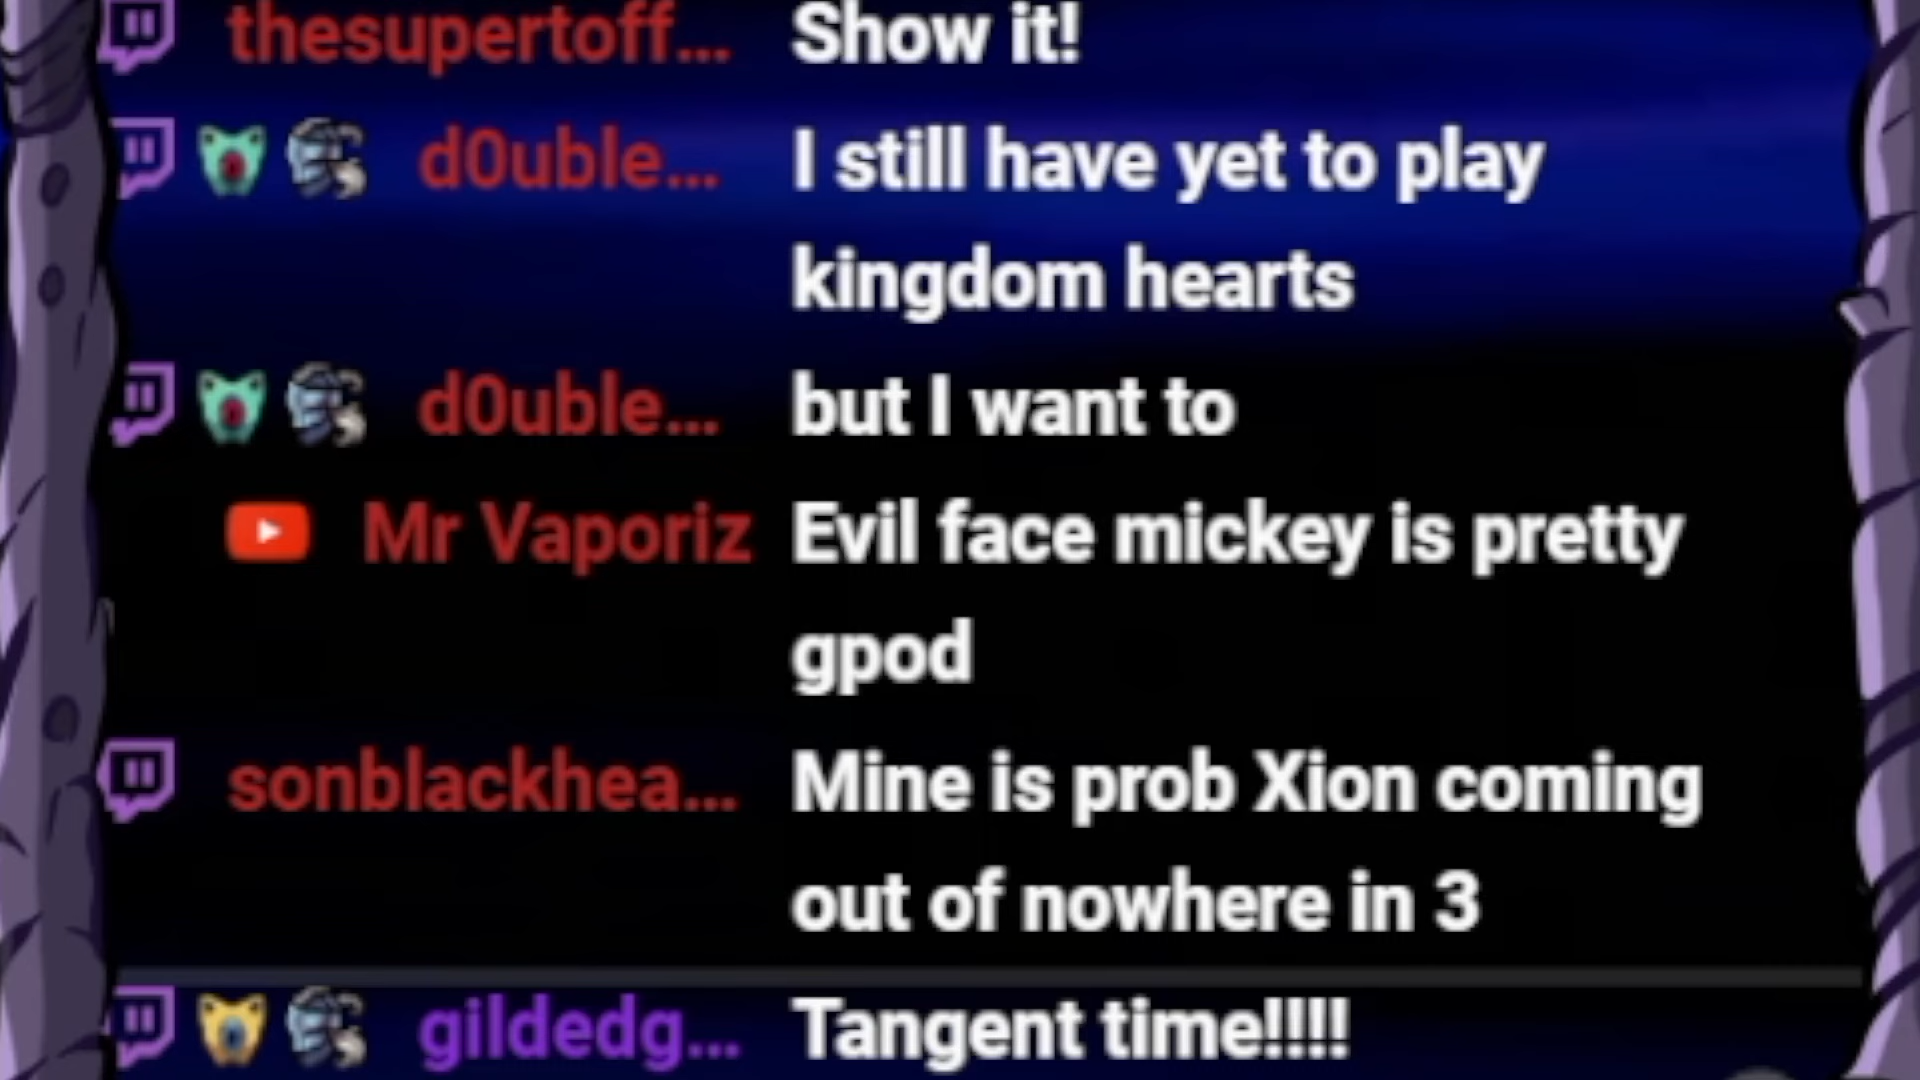 thesupertoff... Show it!
d0uble... I still have yet to play
kingdom hearts
d0uble... but I want to
Mr Vaporiz Evil face mickey is pretty
gpod
sonblackhea... Mine is prob Xion coming
out of nowhere in 3
gildedg... Tangent time!!!!